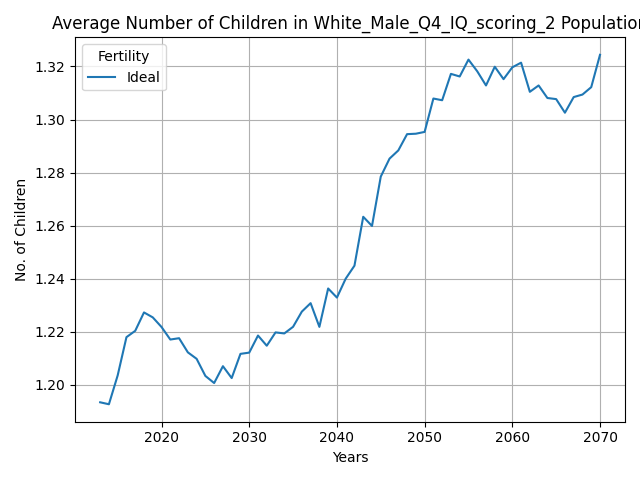 Average Number of Children in White_Male_Q4_IQ_scoring_2 Population
Fertility
Ideal
No. of Children
1.32
1.30
1.28
1.26
1.24
1.22
1.20
2020 2030 2040 2050 2060 2070
Years